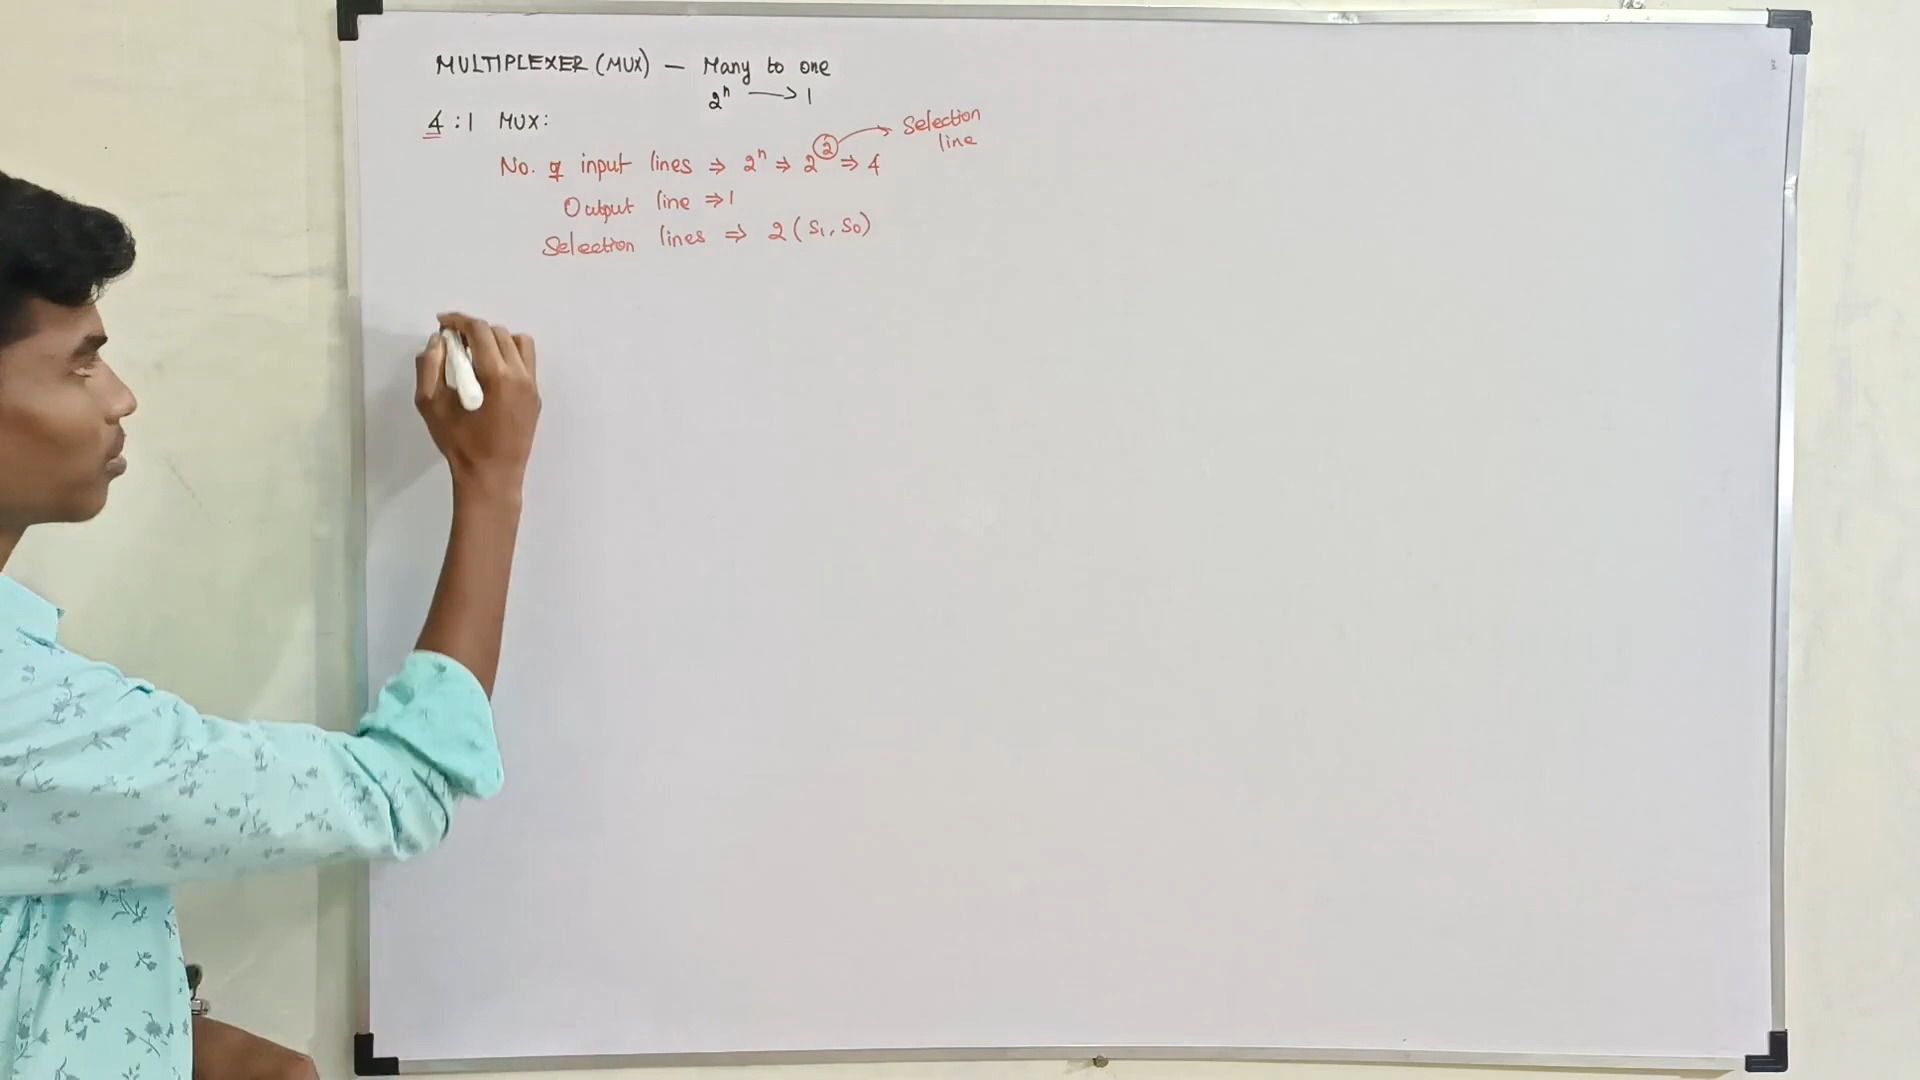 MULTIPLEXER (MUX) — Many to one
2ⁿ ⟶ 1
4 : 1 MUX:
Selection line
No. of input lines ⇒ 2ⁿ ⇒ 2² ⇒ 4
Output line ⇒ 1
Selection lines ⇒ 2 (S₁, S₀)